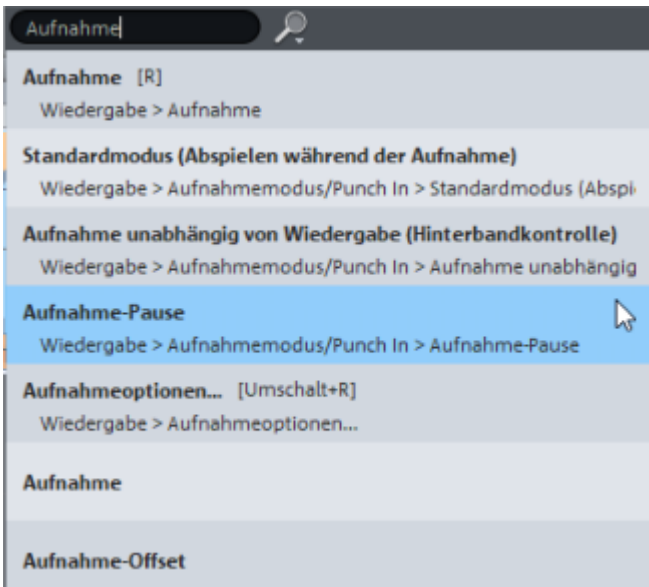 Aufnahme
Aufnahme [R]
Wiedergabe > Aufnahme
Standardmodus (Abspielen während der Aufnahme)
Wiedergabe > Aufnahmemodus/Punch In > Standardmodus (Abspi
Aufnahme unabhängig von Wiedergabe (Hinterbandkontrolle)
Wiedergabe > Aufnahmemodus/Punch In > Aufnahme unabhängig
Aufnahme-Pause
Wiedergabe > Aufnahmemodus/Punch In > Aufnahme-Pause
Aufnahmeoptionen... [Umschalt+R]
Wiedergabe > Aufnahmeoptionen...
Aufnahme
Aufnahme-Offset